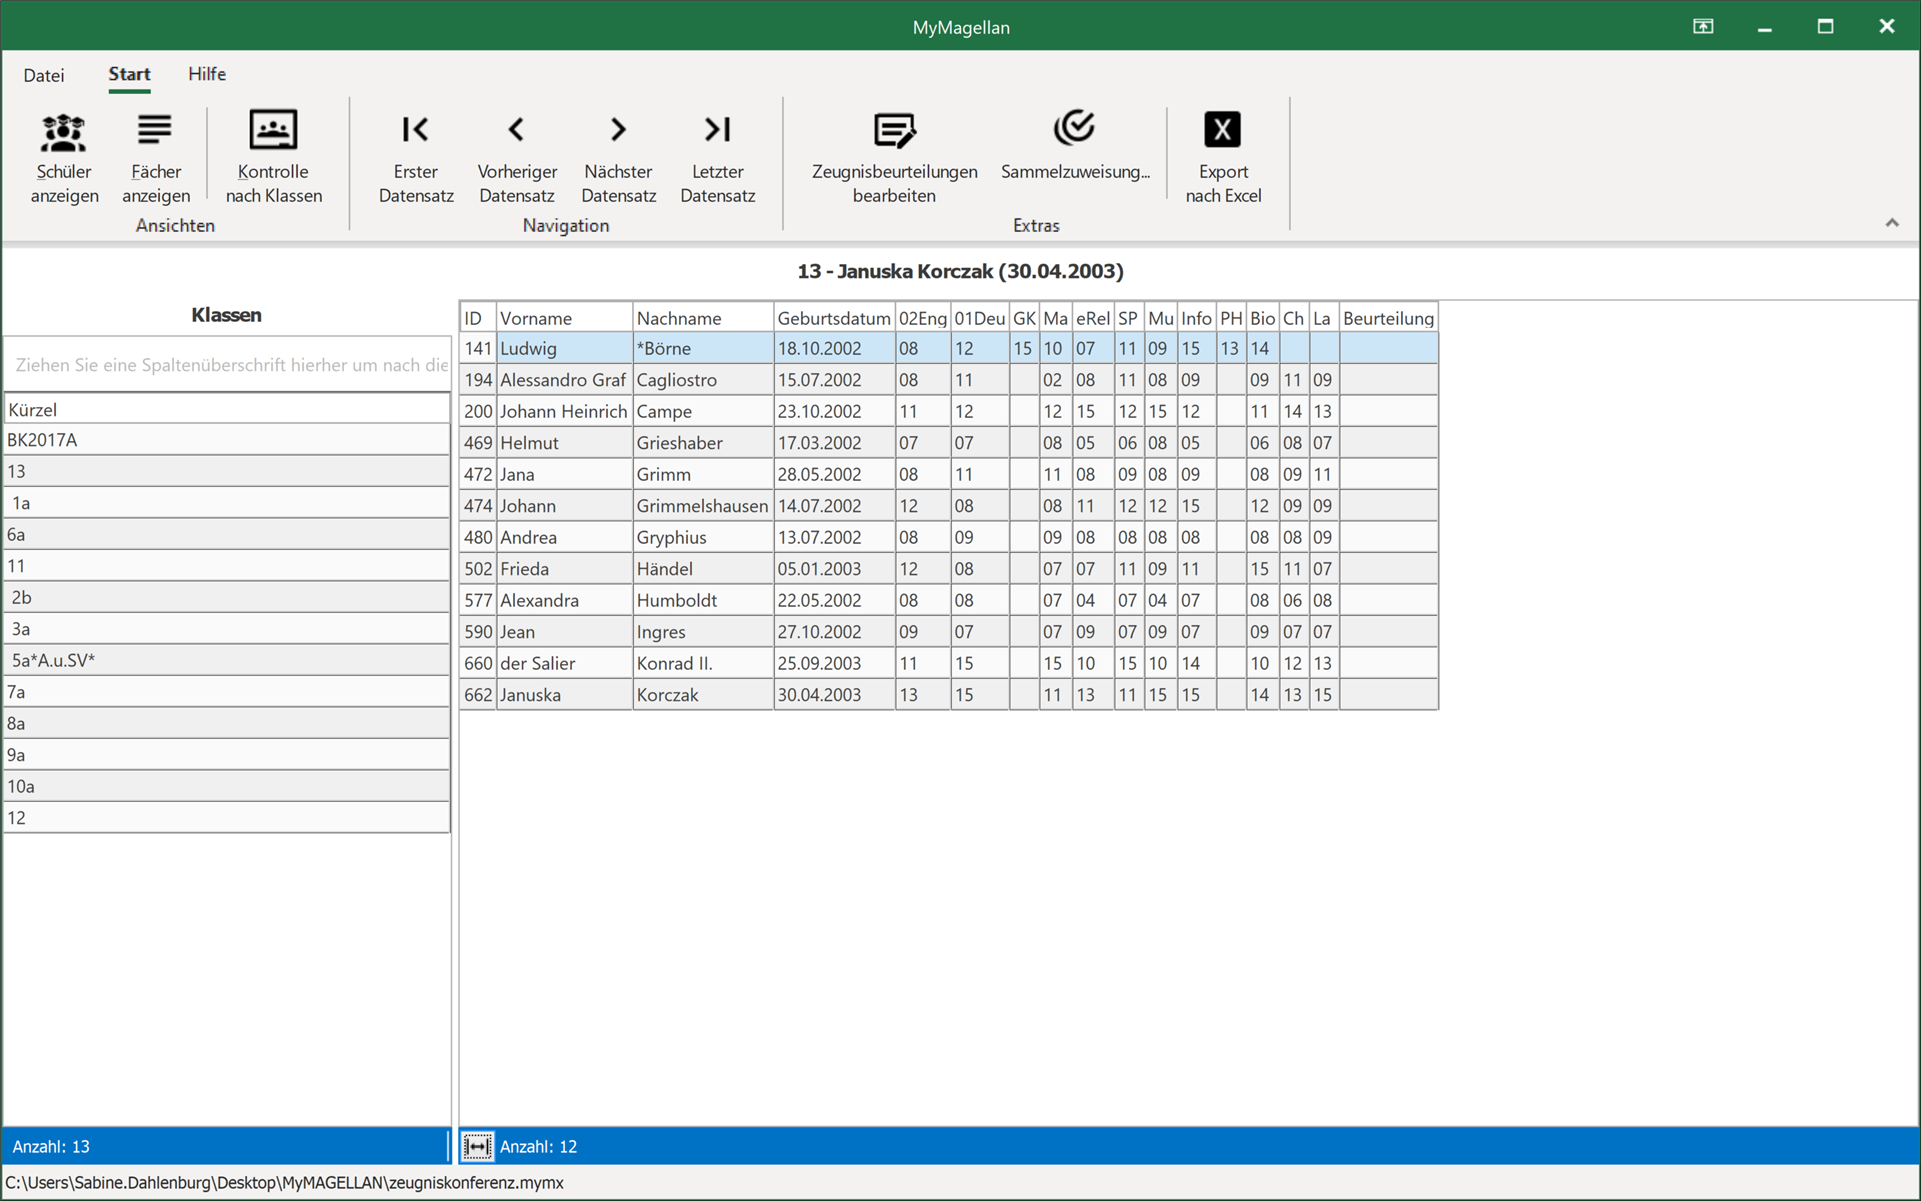 MyMagellan
Datei Start Hilfe
Schüler anzeigen
Fächer anzeigen
Kontrolle nach Klassen
Erster Datensatz
Vorheriger Datensatz
Nächster Datensatz
Letzter Datensatz
Zeugnisbeurteilungen bearbeiten
Sammelzuweisung...
X
Export nach Excel
Ansichten Navigation Extras
13 - Januska Korczak (30.04.2003)
Klassen
Ziehen Sie eine Spaltenüberschrift hierher um nach die
Kürzel
BK2017A
13
1a
6a
11
2b
3a
5a*A.u.SV*
7a
8a
9a
10a
12
ID Vorname Nachname Geburtsdatum 02Eng 01Deu GK Ma eRel SP Mu Info PH Bio Ch La Beurteilung
141 Ludwig *Börne 18.10.2002 08 12 15 10 07 11 09 15 13 14
194 Alessandro Graf Cagliostro 15.07.2002 08 11 02 08 11 08 09 09 11 09
200 Johann Heinrich Campe 23.10.2002 11 12 12 15 12 15 12 11 14 13
469 Helmut Grieshaber 17.03.2002 07 07 08 05 06 08 05 06 08 07
472 Jana Grimm 28.05.2002 08 11 11 08 09 08 09 08 09 11
474 Johann Grimmelshausen 14.07.2002 12 08 08 11 12 12 15 12 09 09
480 Andrea Gryphius 13.07.2002 08 09 09 08 08 08 08 08 08 09
502 Frieda Händel 05.01.2003 12 08 07 07 11 09 11 15 11 07
577 Alexandra Humboldt 22.05.2002 08 08 07 04 07 04 07 08 06 08
590 Jean Ingres 27.10.2002 09 07 07 09 07 09 07 09 07 07
660 der Salier Konrad II. 25.09.2003 11 15 15 10 15 10 14 10 12 13
662 Januska Korczak 30.04.2003 13 15 11 13 11 15 15 14 13 15
Anzahl: 13
Anzahl: 12
C:\Users\Sabine.Dahlenburg\Desktop\MyMAGELLAN\zeugniskonferenz.mymx